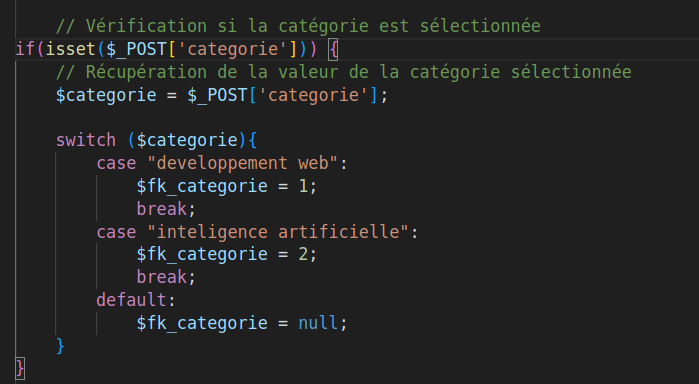 // Vérification si la catégorie est sélectionnée
if(isset($_POST['categorie'])) {
// Récupération de la valeur de la catégorie sélectionnée
$categorie = $_POST['categorie'];
switch ($categorie){
case "developpement web":
$fk_categorie = 1;
break;
case "inteligence artificielle":
$fk_categorie = 2;
break;
default:
$fk_categorie = null;
}
}